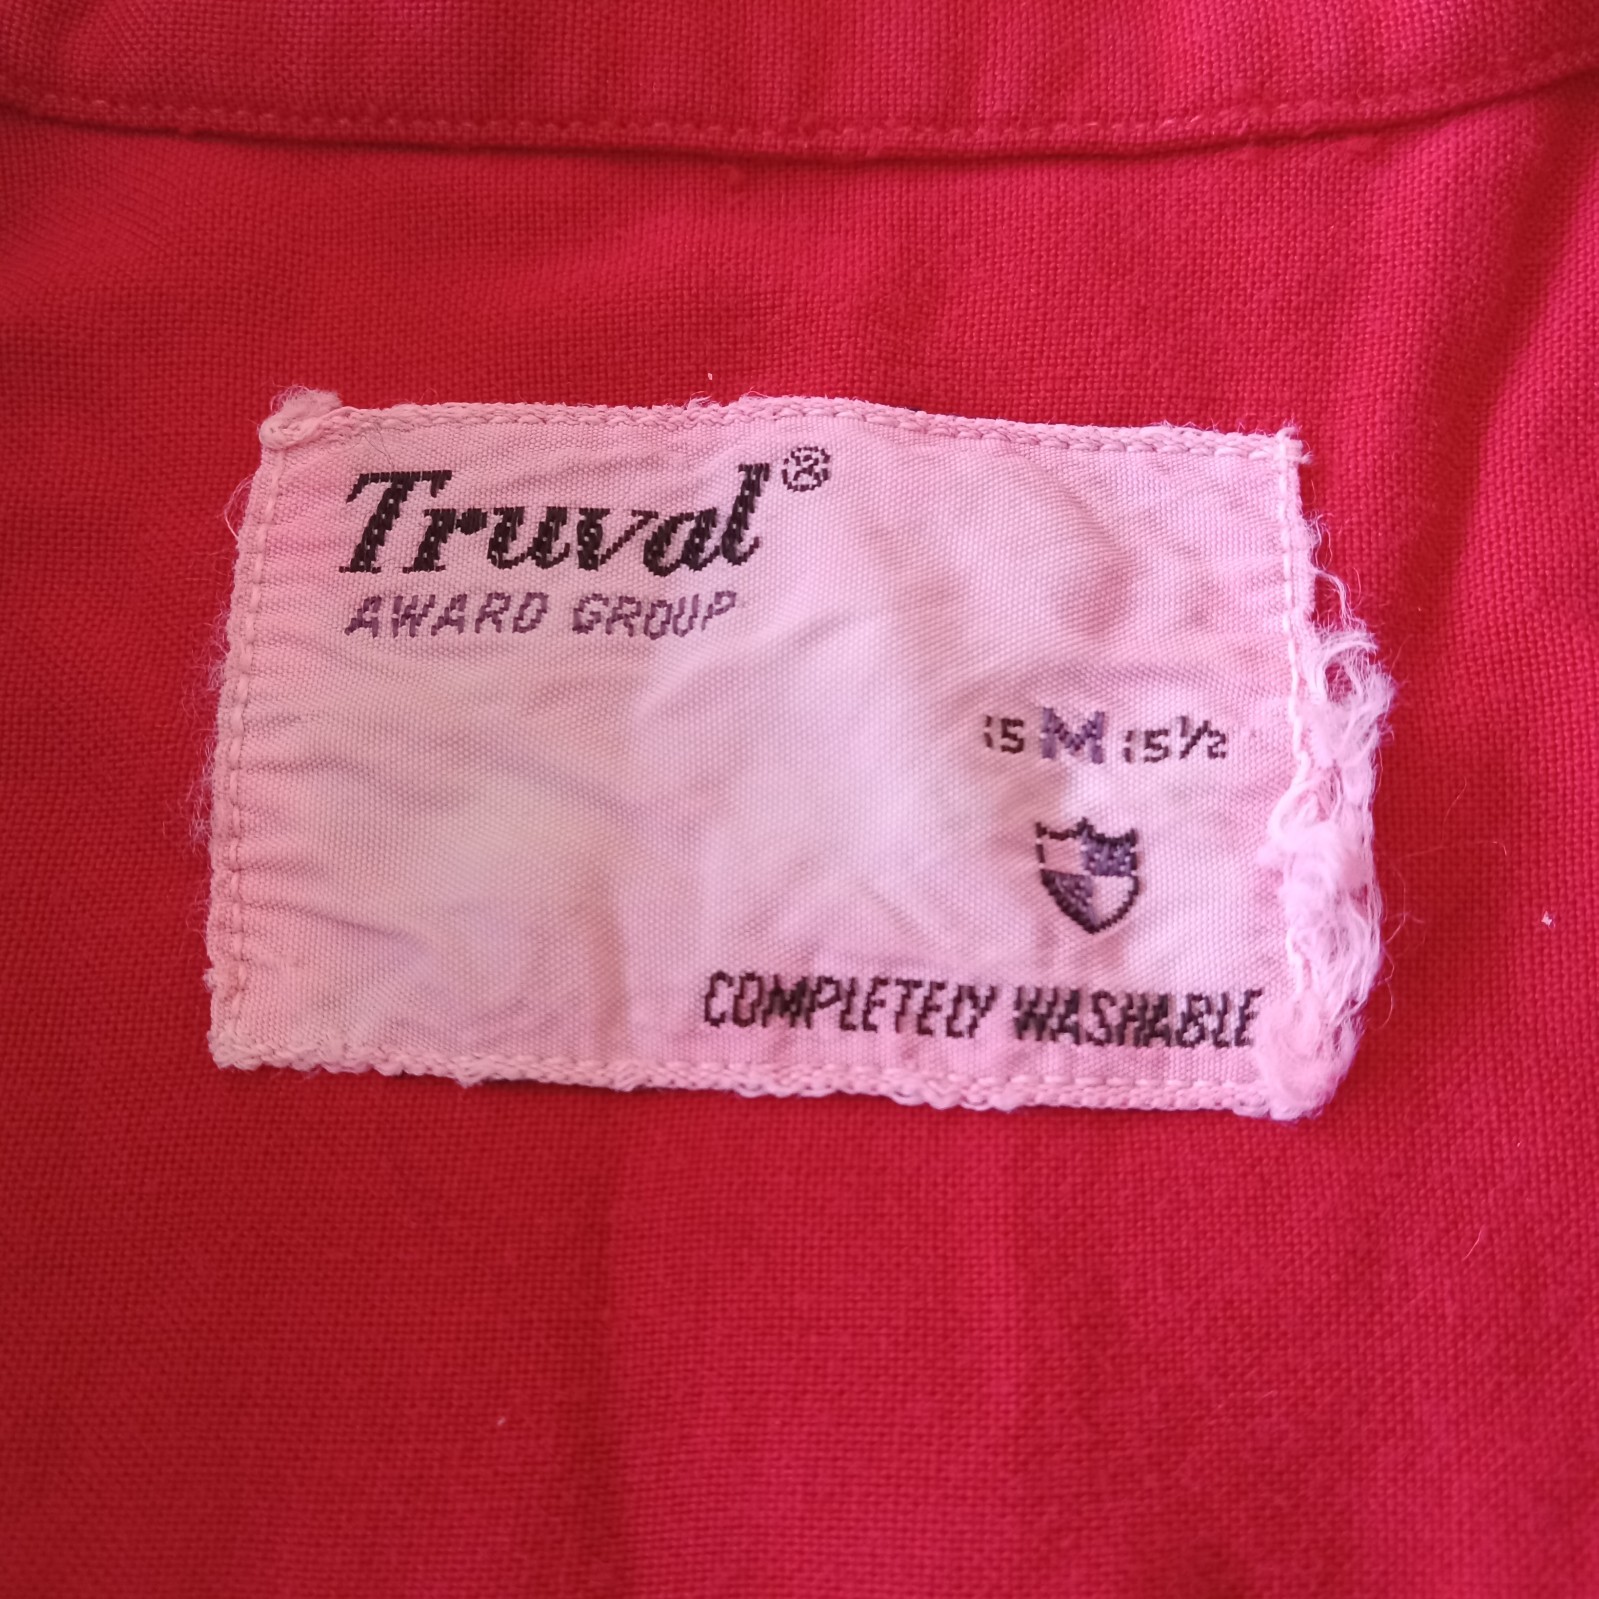 Truval®
AWARD GROUP
15 M 15½
COMPLETELY WASHABLE